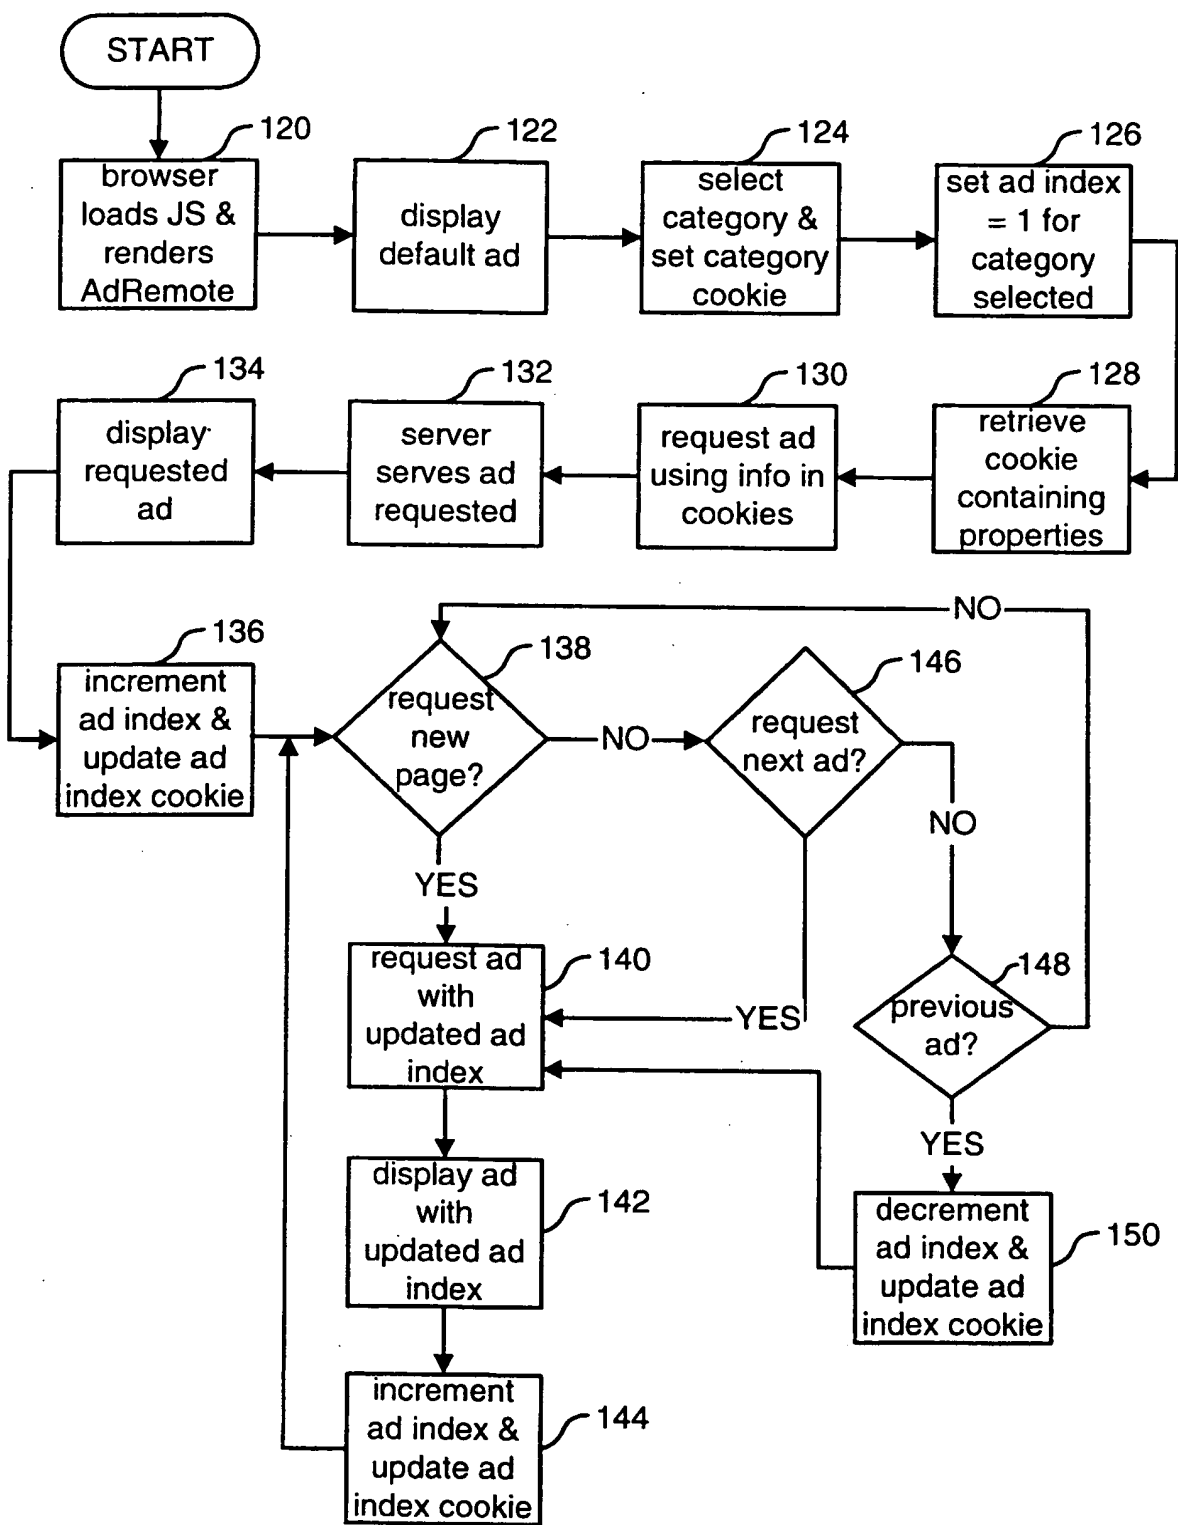 START
120
browser
loads JS &
renders
AdRemote
122
display
default ad
124
select
category &
set category
cookie
126
set ad index
= 1 for
category
selected
134
display
requested
ad
132
server
serves ad
requested
130
request ad
using info in
cookies
128
retrieve
cookie
containing
properties
NO
136
increment
ad index &
update ad
index cookie
138
request
new
page?
NO
146
request
next ad?
NO
YES
140
request ad
with
updated ad
index
YES
148
previous
ad?
YES
142
display ad
with
updated ad
index
150
decrement
ad index &
update ad
index cookie
144
increment
ad index &
update ad
index cookie